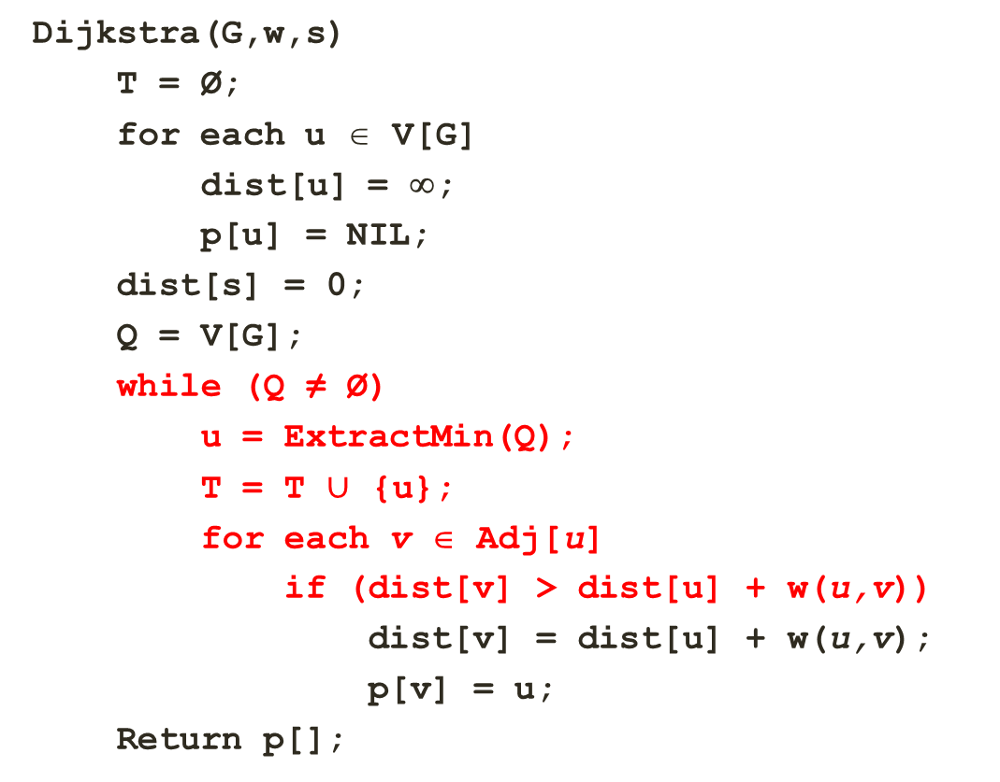 Dijkstra(G,w,s)
T = Ø;
for each u ∈ V[G]
dist[u] = ∞;
p[u] = NIL;
dist[s] = 0;
Q = V[G];
while (Q ≠ Ø)
u = ExtractMin(Q);
T = T ∪ {u};
for each v ∈ Adj[u]
if (dist[v] > dist[u] + w(u,v))
dist[v] = dist[u] + w(u,v);
p[v] = u;
Return p[];